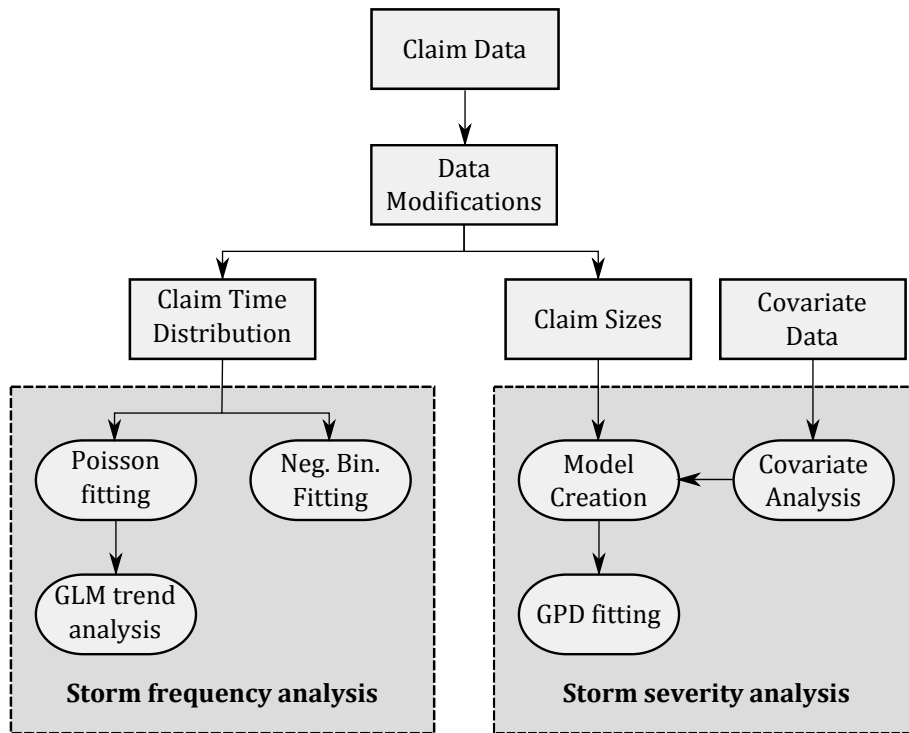 Claim Data
Data
Modifications
Claim Time
Distribution
Claim Sizes
Covariate
Data
Poisson
fitting
Neg. Bin.
Fitting
Model
Creation
Covariate
Analysis
GLM trend
analysis
GPD fitting
Storm frequency analysis
Storm severity analysis